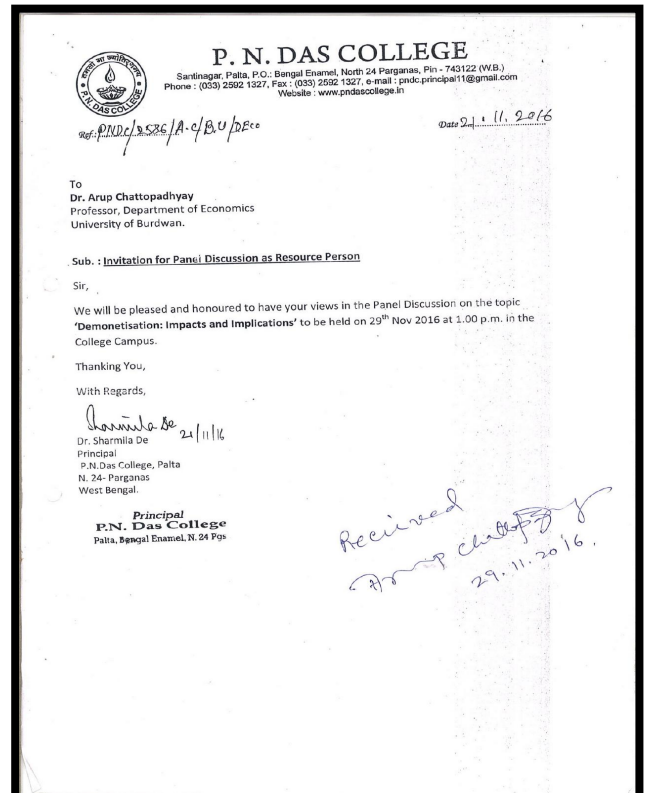 तमसो मा ज्योतिर्गमय
P. N. DAS COLLEGE
P. N. DAS COLLEGE
Santinagar, Palta, P.O.: Bengal Enamel, North 24 Parganas, Pin - 743122 (W.B.)
Phone : (033) 2592 1327, Fax : (033) 2592 1327, e-mail : pndc.principal11@gmail.com
Website : www.pndascollege.in
Ref.: PNDC/2586/A-C/B.U/DEco
Date 21.11.2016
To
Dr. Arup Chattopadhyay
Professor, Department of Economics
University of Burdwan.
Sub. : Invitation for Panel Discussion as Resource Person
Sir,
We will be pleased and honoured to have your views in the Panel Discussion on the topic
'Demonetisation: Impacts and Implications' to be held on 29th Nov 2016 at 1.00 p.m. in the
College Campus.
Thanking You,
With Regards,
Sharmila De 21/11/16
Dr. Sharmila De
Principal
P.N.Das College, Palta
N. 24- Parganas
West Bengal.
Principal
P.N. Das College
Palta, Bengal Enamel, N. 24 Pgs
Recieved
Arup
29.11.2016.